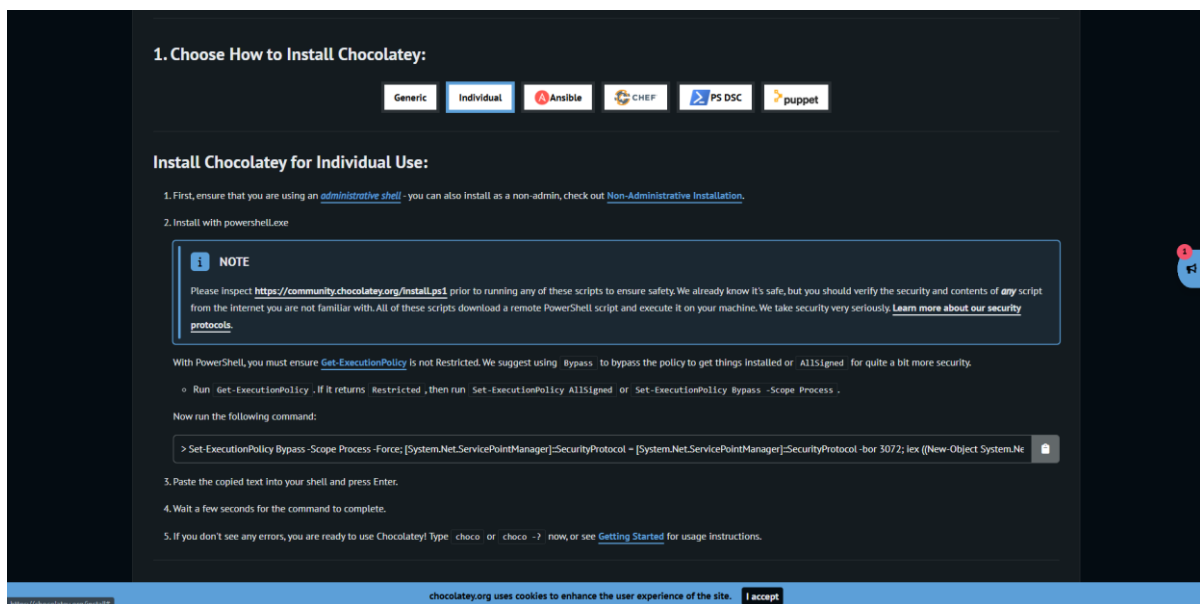 1. Choose How to Install Chocolatey:
Generic Individual Ansible CHEF PS DSC puppet
Install Chocolatey for Individual Use:
1. First, ensure that you are using an administrative shell - you can also install as a non-admin, check out Non-Administrative Installation.
2. Install with powershell.exe
i NOTE
Please inspect https://community.chocolatey.org/install.ps1 prior to running any of these scripts to ensure safety. We already know it's safe, but you should verify the security and contents of any script
from the internet you are not familiar with. All of these scripts download a remote PowerShell script and execute it on your machine. We take security very seriously. Learn more about our security
protocols.
With PowerShell, you must ensure Get-ExecutionPolicy is not Restricted. We suggest using Bypass to bypass the policy to get things installed or AllSigned for quite a bit more security.
Run Get-ExecutionPolicy . If it returns Restricted , then run Set-ExecutionPolicy AllSigned or Set-ExecutionPolicy Bypass -Scope Process .
Now run the following command:
> Set-ExecutionPolicy Bypass -Scope Process -Force; [System.Net.ServicePointManager]::SecurityProtocol = [System.Net.ServicePointManager]::SecurityProtocol -bor 3072; iex ((New-Object System.Ne
3. Paste the copied text into your shell and press Enter.
4. Wait a few seconds for the command to complete.
5. If you don't see any errors, you are ready to use Chocolatey! Type choco or choco -? now, or see Getting Started for usage instructions.
1
chocolatey.org uses cookies to enhance the user experience of the site. I accept